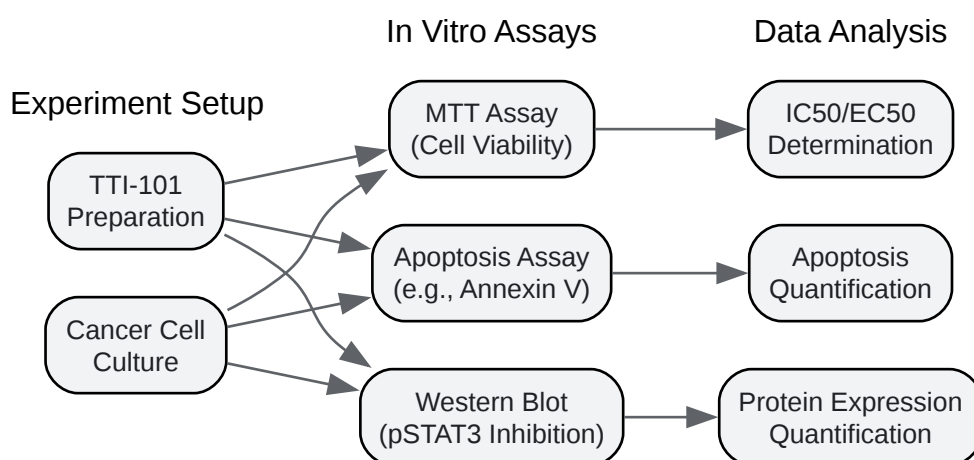 In Vitro Assays
Data Analysis
Experiment Setup
MTT Assay
(Cell Viability)
IC50/EC50
Determination
TTI-101
Preparation
Apoptosis Assay
(e.g., Annexin V)
Apoptosis
Quantification
Cancer Cell
Culture
Western Blot
(pSTAT3 Inhibition)
Protein Expression
Quantification